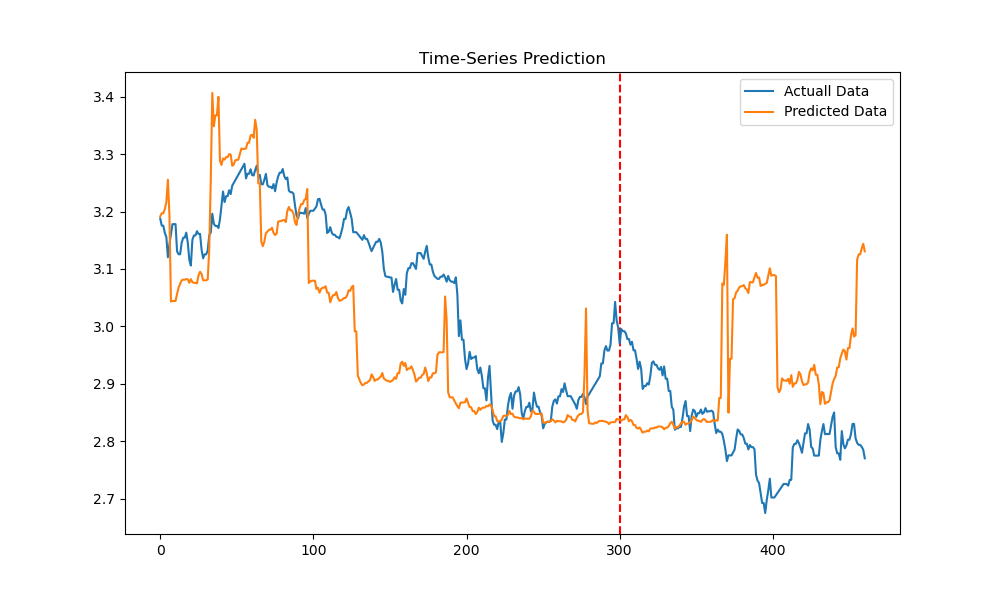 Time-Series Prediction
Actuall Data
Predicted Data
3.4
3.3
3.2
3.1
3.0
2.9
2.8
2.7
0 100 200 300 400